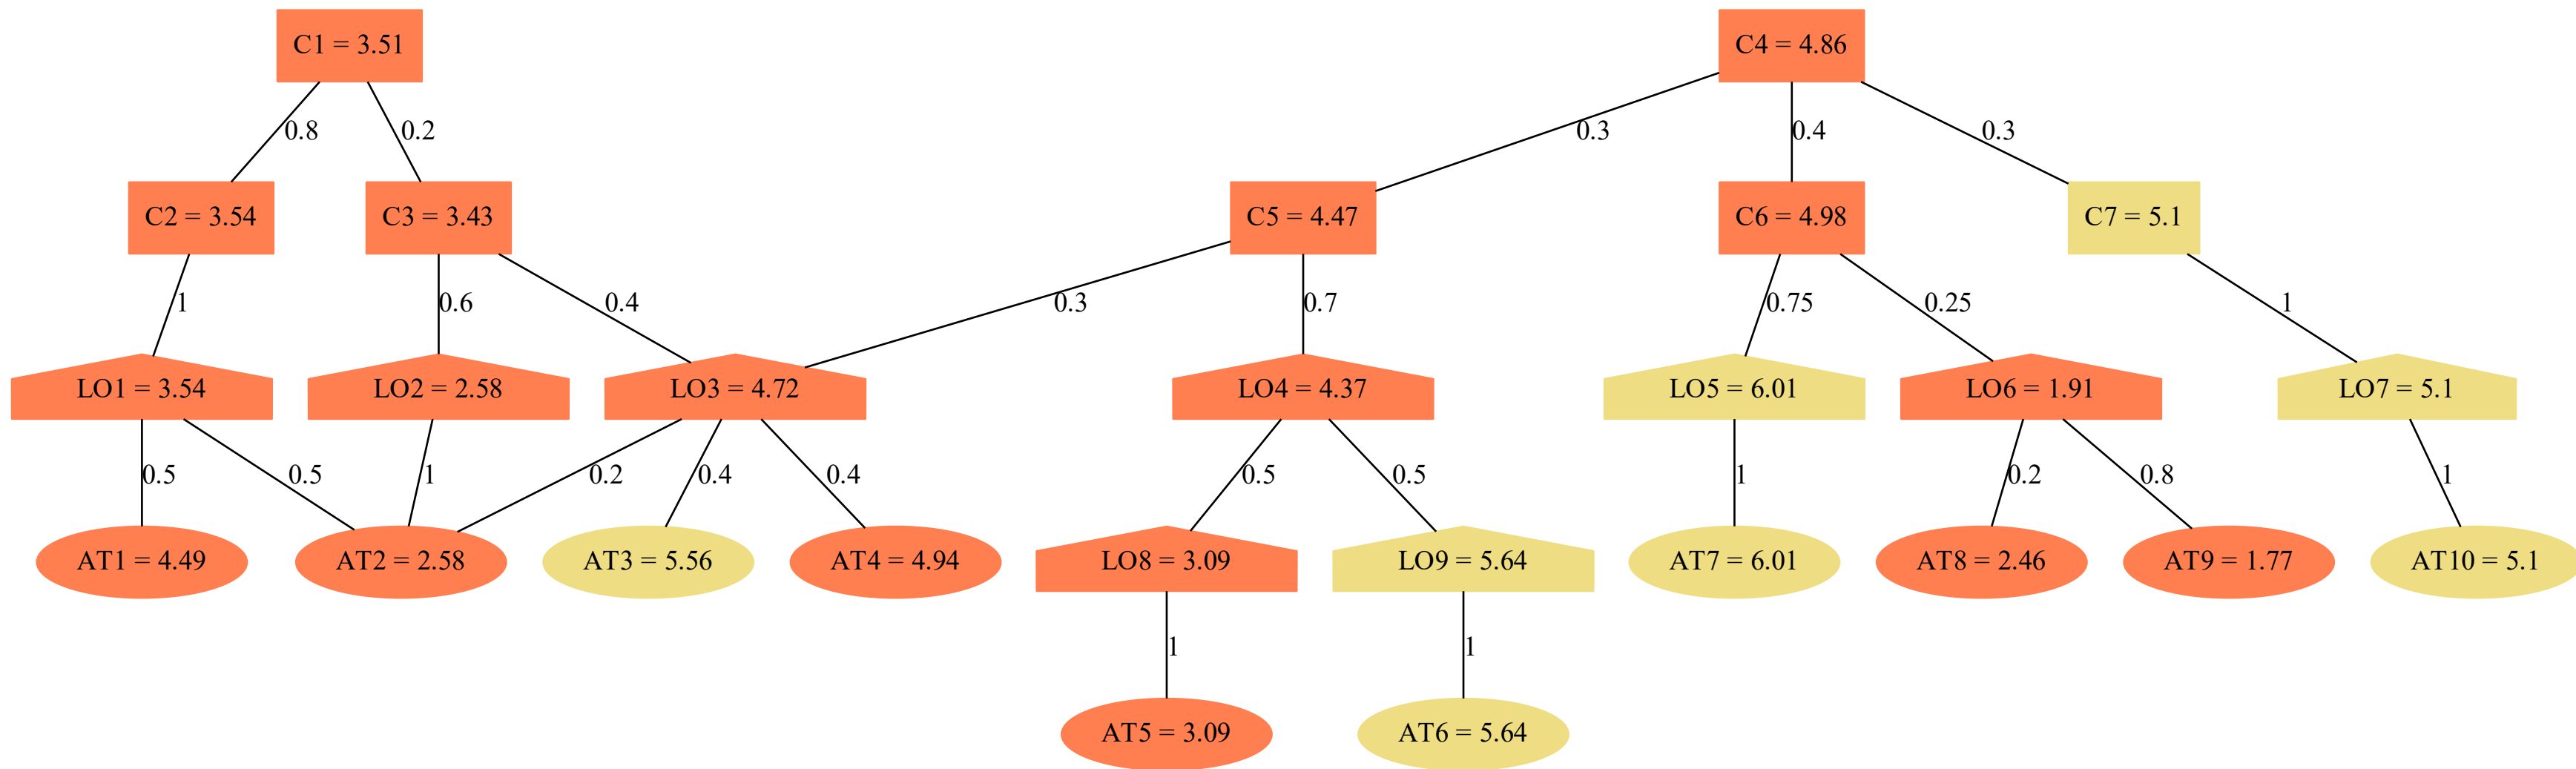 C1 = 3.51
C4 = 4.86
0.8
0.2
0.3
0.4
0.3
C2 = 3.54
C3 = 3.43
C5 = 4.47
C6 = 4.98
C7 = 5.1
1
0.6
0.4
0.3
0.7
0.75
0.25
1
LO1 = 3.54
LO2 = 2.58
LO3 = 4.72
LO4 = 4.37
LO5 = 6.01
LO6 = 1.91
LO7 = 5.1
0.5
0.5
1
0.2
0.4
0.4
0.5
0.5
1
0.2
0.8
1
AT1 = 4.49
AT2 = 2.58
AT3 = 5.56
AT4 = 4.94
LO8 = 3.09
LO9 = 5.64
AT7 = 6.01
AT8 = 2.46
AT9 = 1.77
AT10 = 5.1
1
1
AT5 = 3.09
AT6 = 5.64